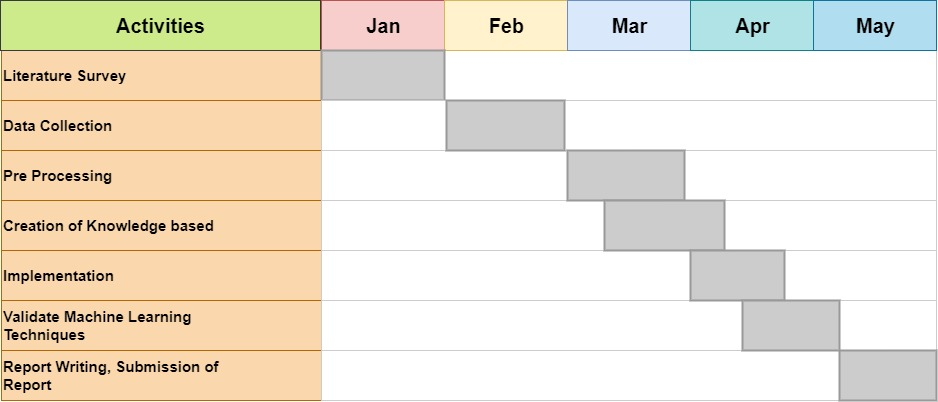 Activities Jan Feb Mar Apr May
Literature Survey
Data Collection
Pre Processing
Creation of Knowledge based
Implementation
Validate Machine Learning
Techniques
Report Writing, Submission of
Report